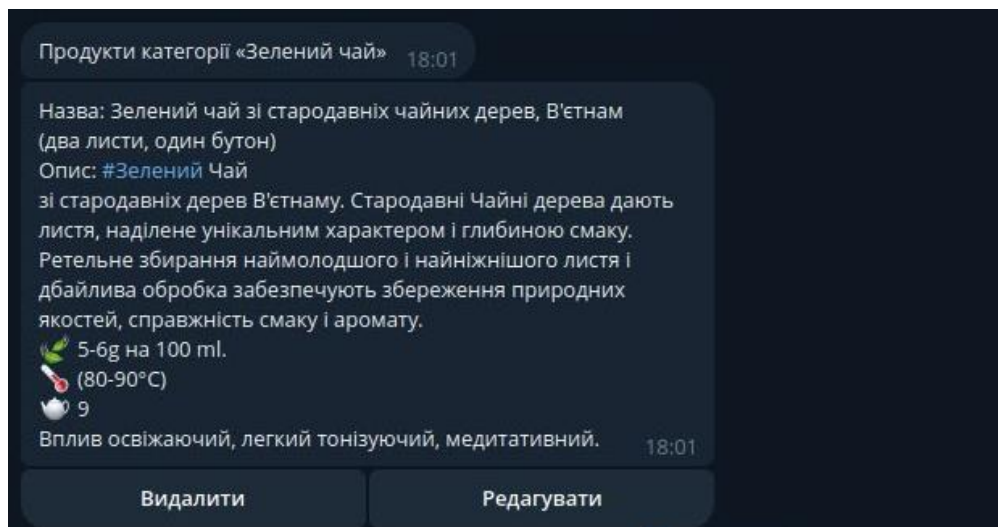 Продукти категорії «Зелений чай» 18:01
Назва: Зелений чай зі стародавніх чайних дерев, В'єтнам
(два листи, один бутон)
Опис: #Зелений Чай
зі стародавніх дерев В'єтнаму. Стародавні Чайні дерева дають
листя, наділене унікальним характером і глибиною смаку.
Ретельне збирання наймолодшого і найніжнішого листя і
дбайлива обробка забезпечують збереження природних
якостей, справжність смаку і аромату.
🌿 5-6g на 100 ml.
🌡 (80-90°C)
🫖 9
Вплив освіжаючий, легкий тонізуючий, медитативний. 18:01
Видалити Редагувати